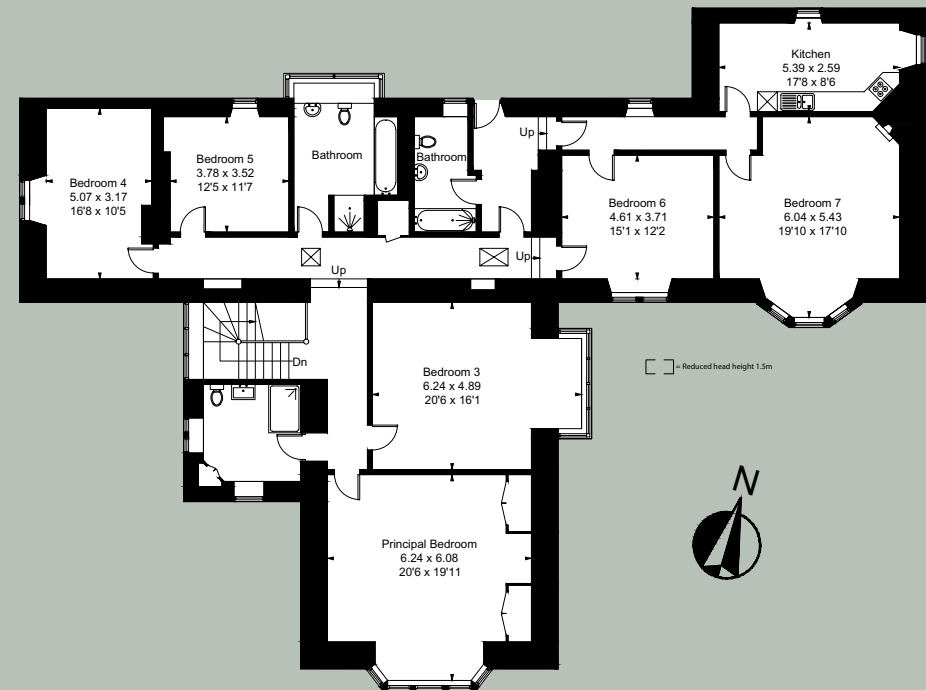 Kitchen
5.39 x 2.59
17'8 x 8'6
Up
Bedroom 5
3.78 x 3.52
12'5 x 11'7
Bathroom
Bathroom
Bedroom 4
5.07 x 3.17
16'8 x 10'5
Bedroom 6
4.61 x 3.71
15'1 x 12'2
Bedroom 7
6.04 x 5.43
19'10 x 17'10
Up
Up
Dn
Bedroom 3
6.24 x 4.89
20'6 x 16'1
= Reduced head height 1.5m
N
Principal Bedroom
6.24 x 6.08
20'6 x 19'11